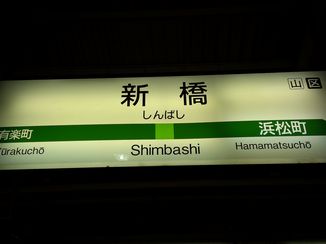 新橋
山 区
しんばし
有楽町
浜松町
Yūrakuchō
Shimbashi
Hamamatsuchō